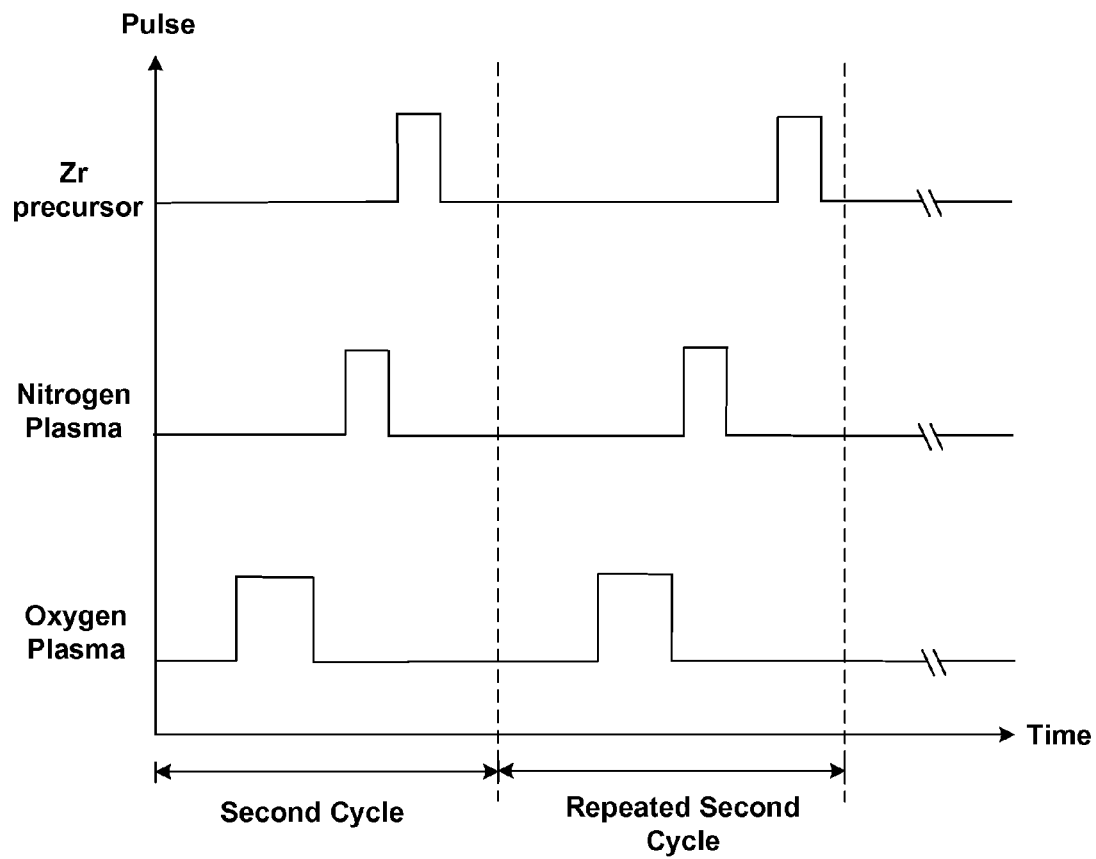 Pulse
Zr
precursor
Nitrogen
Plasma
Oxygen
Plasma
Time
Second Cycle
Repeated Second
Cycle